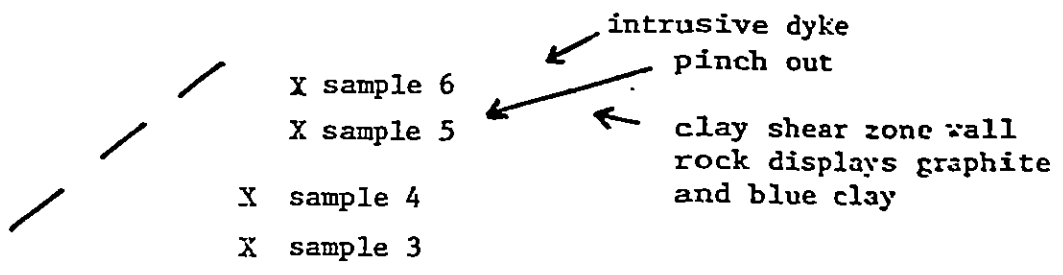 intrusive dyke
pinch out
X sample 6
X sample 5
clay shear zone wall
rock displays graphite
and blue clay
X sample 4
X sample 3